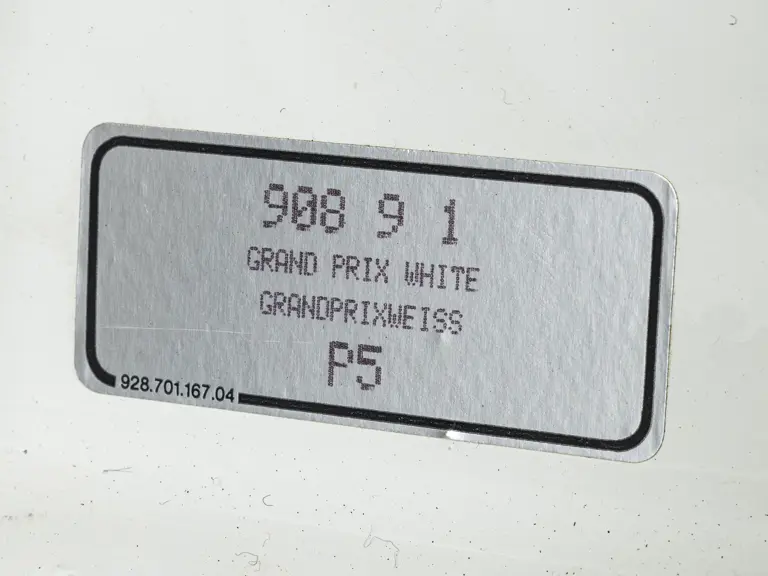 908 9 1
GRAND PRIX WHITE
GRANDPRIXWEISS
P5
928.701.167.04